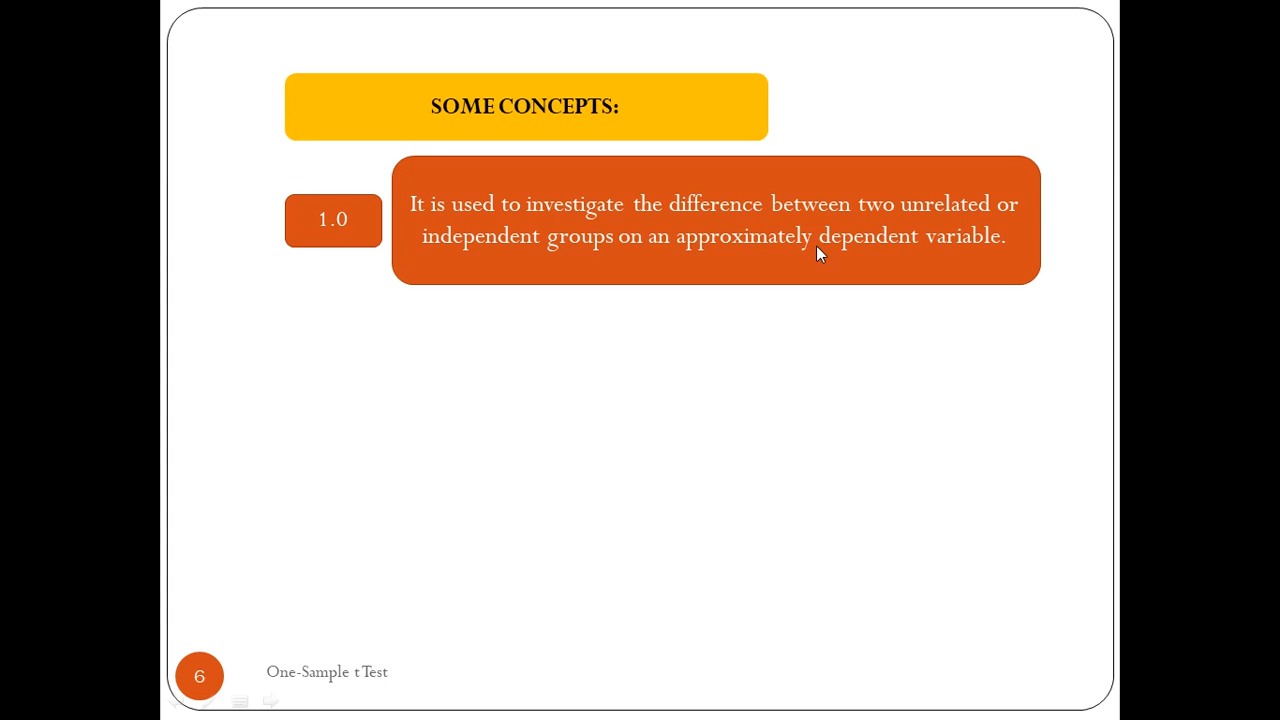 SOME CONCEPTS:
1.0
It is used to investigate the difference between two unrelated or
independent groups on an approximately dependent variable.
6
One-Sample t Test